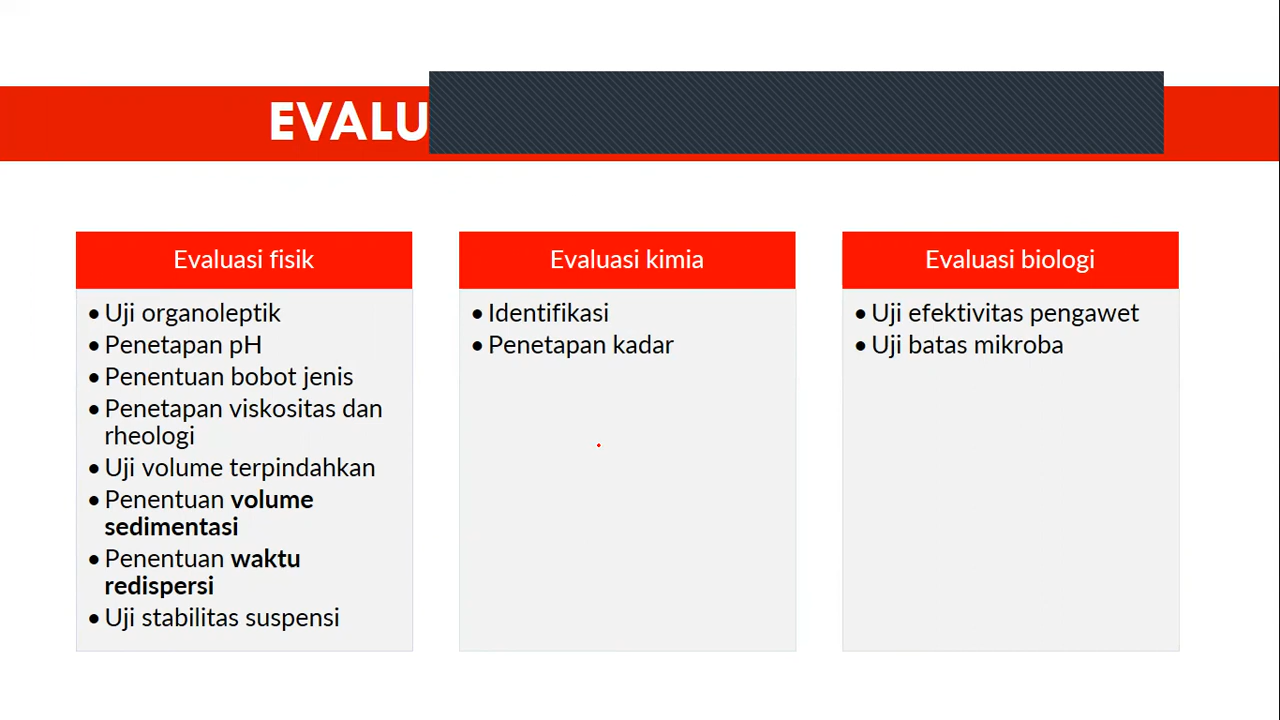 EVALU
Evaluasi fisik
• Uji organoleptik
• Penetapan pH
• Penentuan bobot jenis
• Penetapan viskositas dan
rheologi
• Uji volume terpindahkan
• Penentuan volume
sedimentasi
• Penentuan waktu
redispersi
• Uji stabilitas suspensi
Evaluasi kimia
• Identifikasi
• Penetapan kadar
Evaluasi biologi
• Uji efektivitas pengawet
• Uji batas mikroba